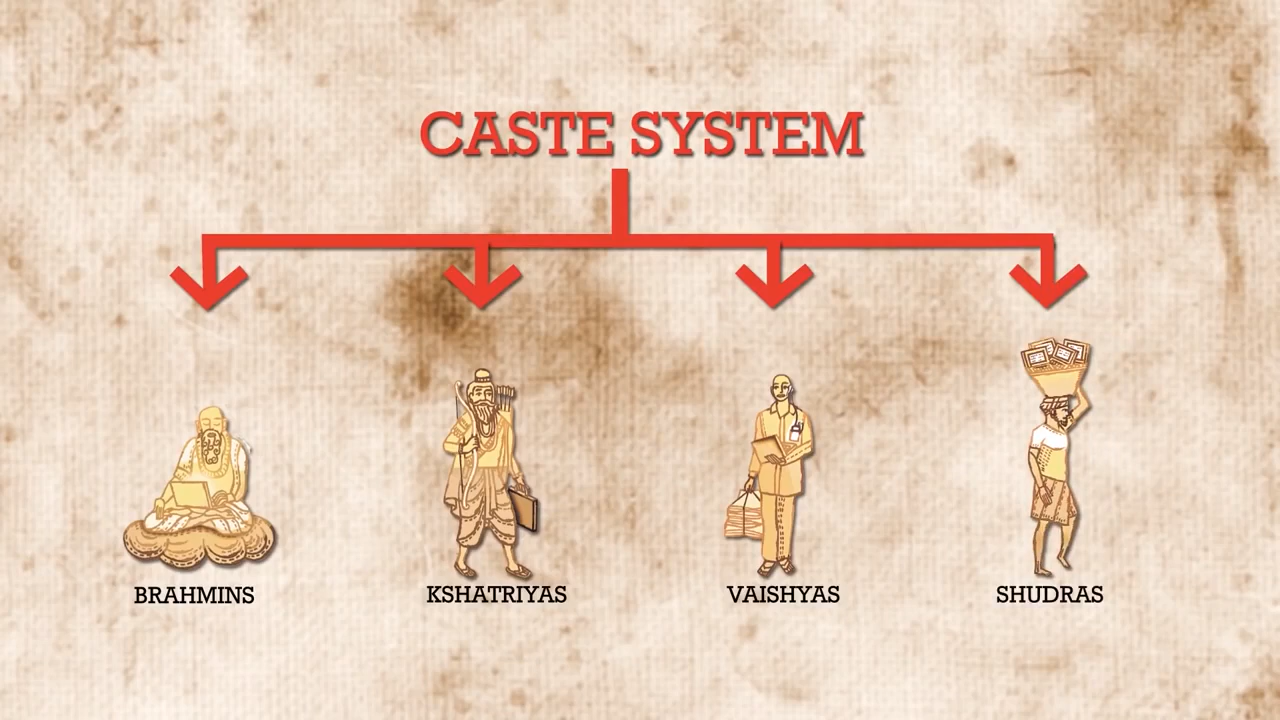 CASTE SYSTEM
BRAHMINS
KSHATRIYAS
VAISHYAS
SHUDRAS